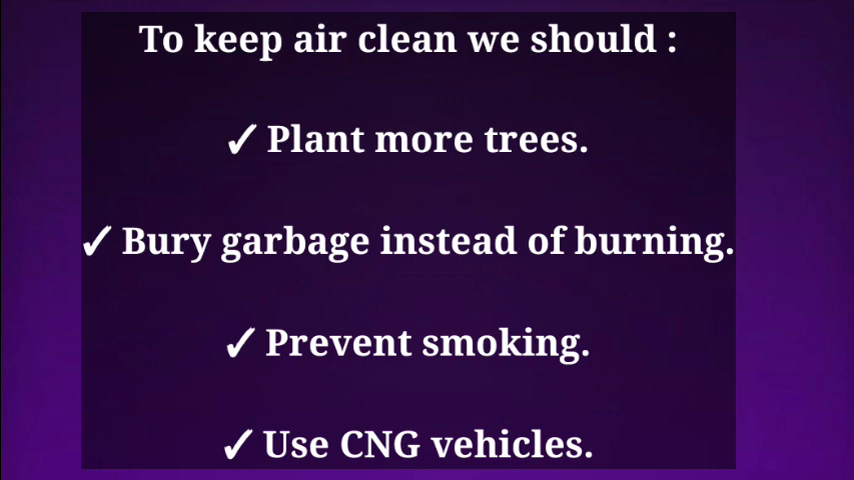 To keep air clean we should :
✓ Plant more trees.
✓ Bury garbage instead of burning.
✓ Prevent smoking.
✓ Use CNG vehicles.